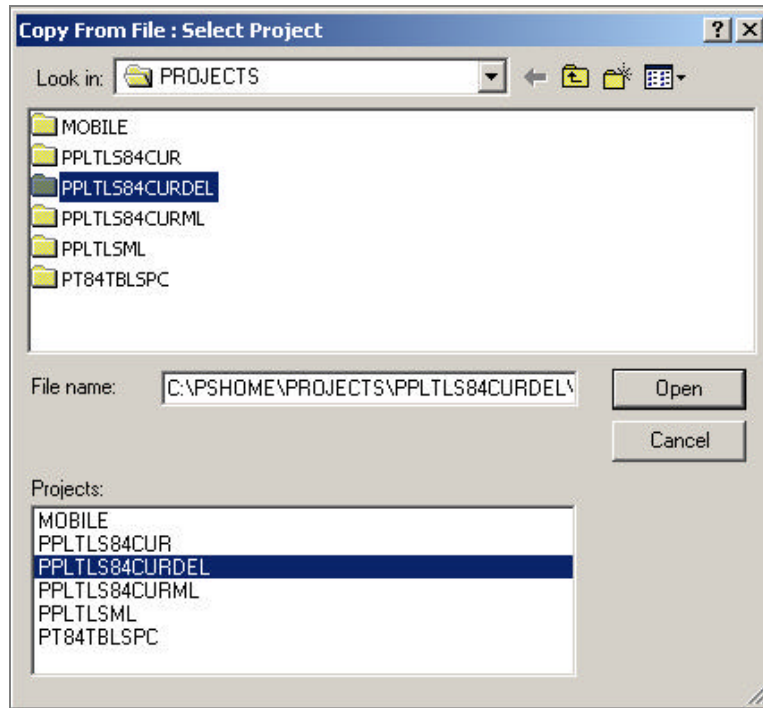 Copy From File : Select Project
Look in: PROJECTS
MOBILE
PPLTLS84CUR
PPLTLS84CURDEL
PPLTLS84CURML
PPLTLSML
PT84TBLSPC
File name: C:\PSHOME\PROJECTS\PPLTLS84CURDEL\ Open
Cancel
Projects:
MOBILE
PPLTLS84CUR
PPLTLS84CURDEL
PPLTLS84CURML
PPLTLSML
PT84TBLSPC